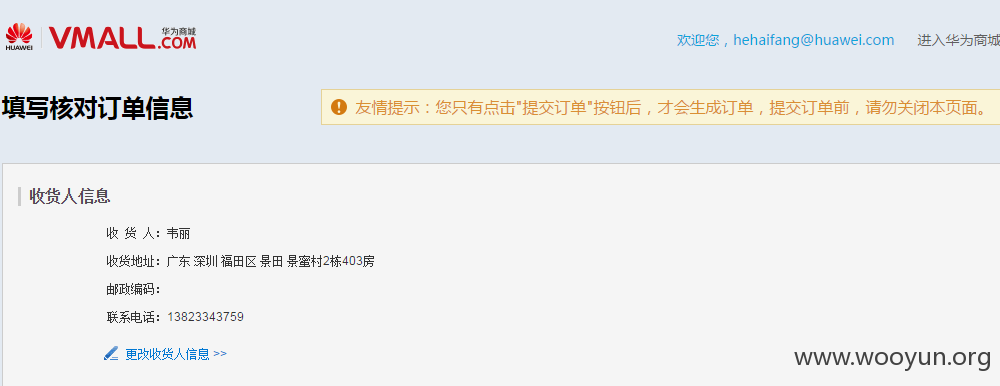 HUAWEI VMALL.COM 华为商城
欢迎您，hehaifang@huawei.com 进入华为商城
填写核对订单信息
友情提示：您只有点击"提交订单"按钮后，才会生成订单，提交订单前，请勿关闭本页面。
收货人信息
收 货 人：韦丽
收货地址：广东 深圳 福田区 景田 景蜜村2栋403房
邮政编码：
联系电话：13823343759
更改收货人信息 >>
www.wooyun.org